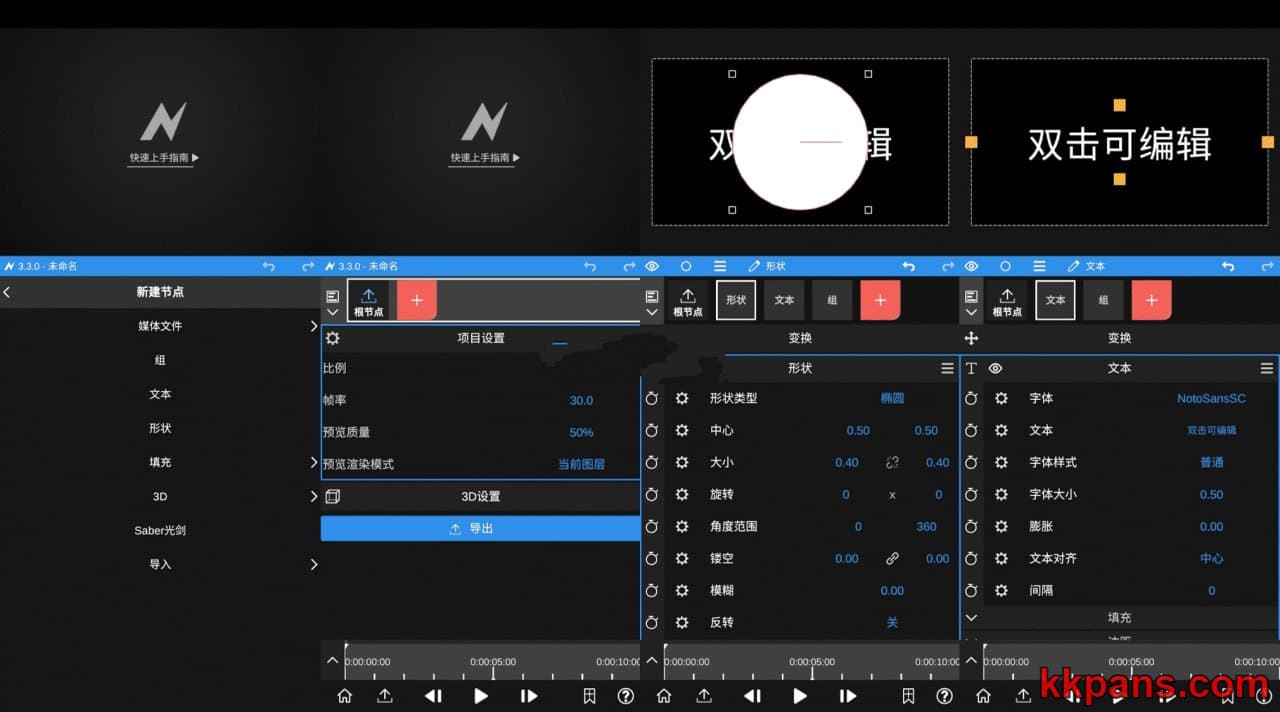 快速上手指南
3.3.0 - 未命名
新建节点
媒体文件
组
文本
形状
填充
3D
Saber光剑
导入
快速上手指南
3.3.0 - 未命名
根节点 +
项目设置
比例
帧率 30.0
预览质量 50%
预览渲染模式 当前图层
3D设置
导出
0:00:00:00 0:00:05:00 0:00:10:00
双 辑
形状
根节点 形状 文本 组 +
变换
形状
形状类型 椭圆
中心 0.50 0.50
大小 0.40 0.40
旋转 0 x 0
角度范围 0 360
镂空 0.00 0.00
模糊 0.00
反转 关
0:00:00:00 0:00:05:00 0:00:10:00
双击可编辑
文本
根节点 文本 组 +
变换
T 文本
字体 NotoSansSC
文本 双击可编辑
字体样式 普通
字体大小 0.50
膨胀 0.00
文本对齐 中心
间隔 0
填充
0:00:00:00 0:00:05:00 0:00:10:00
kkpans.com